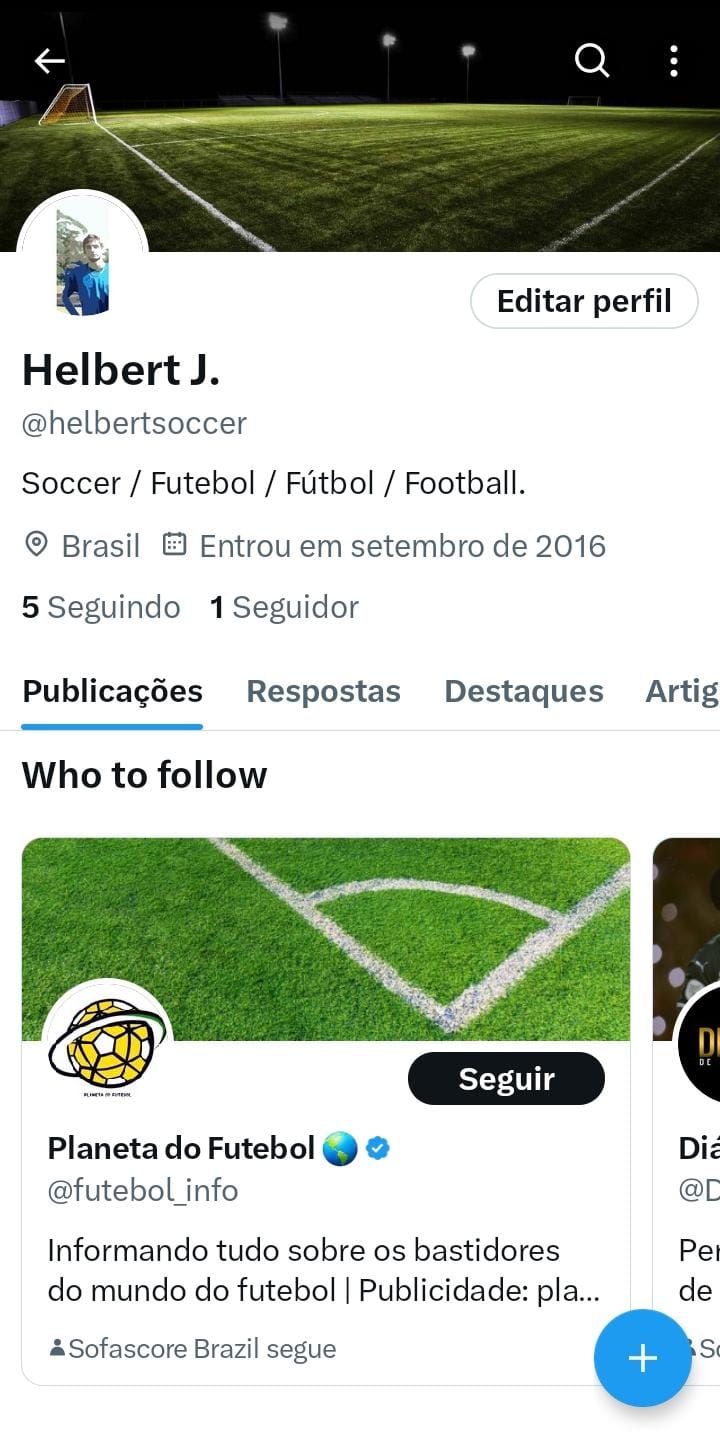 Editar perfil
Helbert J.
@helbertsoccer
Soccer / Futebol / Fútbol / Football.
Brasil Entrou em setembro de 2016
5 Seguindo 1 Seguidor
Publicações Respostas Destaques Artig
Who to follow
PLANETA DO FUTEBOL
Seguir
Planeta do Futebol
@futebol_info
Informando tudo sobre os bastidores
do mundo do futebol | Publicidade: pla...
Sofascore Brazil segue
DI
DE
Diá
@D
Per
de
So